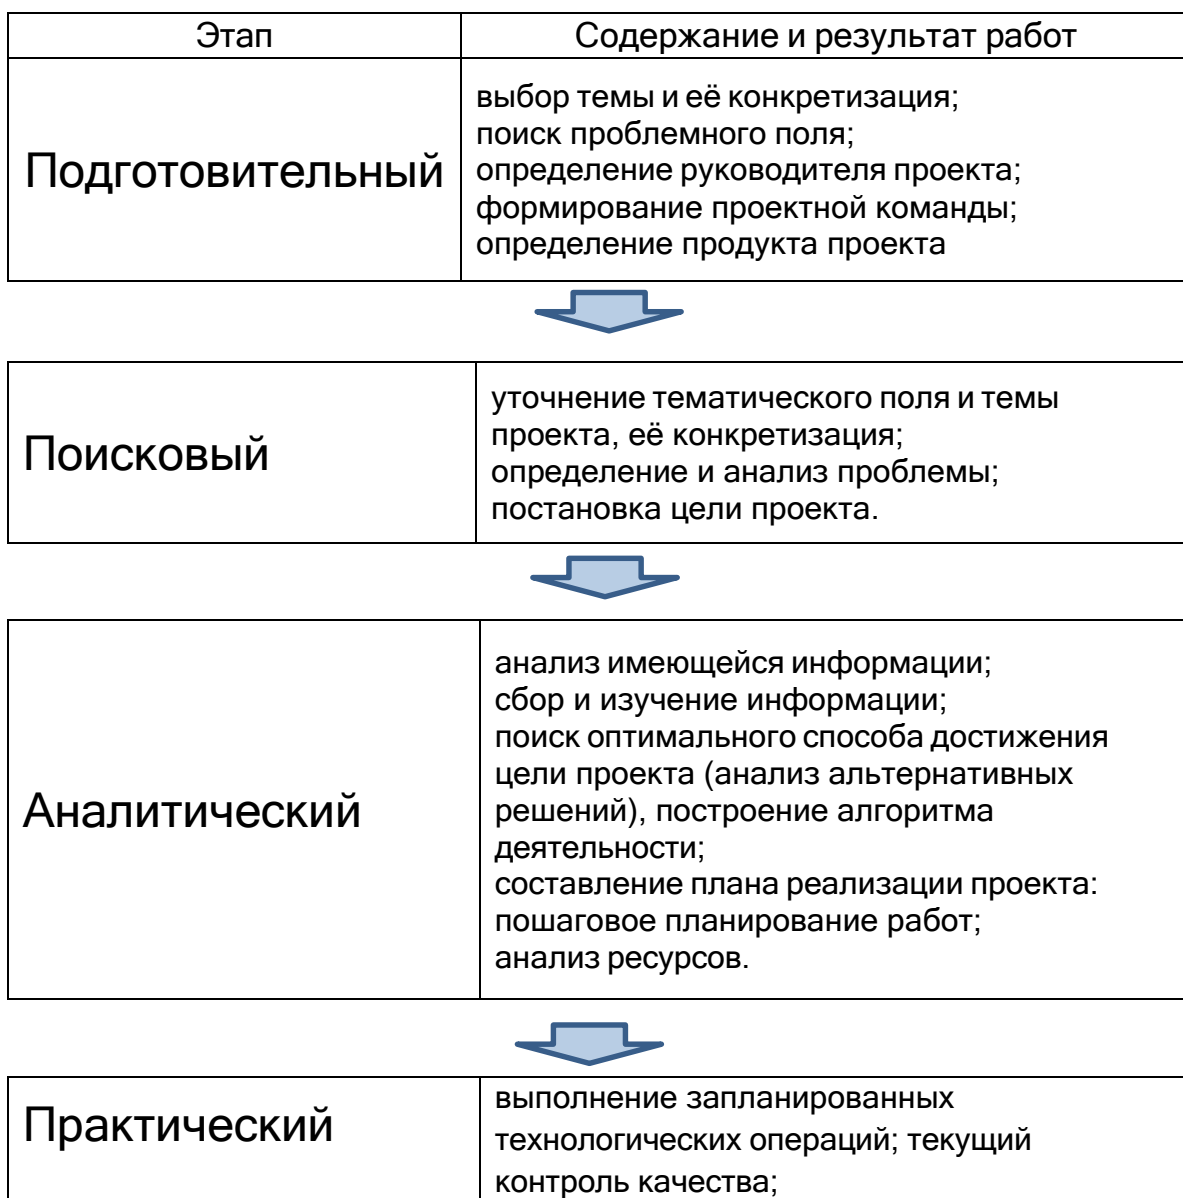 Этап
Содержание и результат работ
Подготовительный
выбор темы и её конкретизация;
поиск проблемного поля;
определение руководителя проекта;
формирование проектной команды;
определение продукта проекта
Поисковый
уточнение тематического поля и темы
проекта, её конкретизация;
определение и анализ проблемы;
постановка цели проекта.
Аналитический
анализ имеющейся информации;
сбор и изучение информации;
поиск оптимального способа достижения
цели проекта (анализ альтернативных
решений), построение алгоритма
деятельности;
составление плана реализации проекта:
пошаговое планирование работ;
анализ ресурсов.
Практический
выполнение запланированных
технологических операций; текущий
контроль качества;